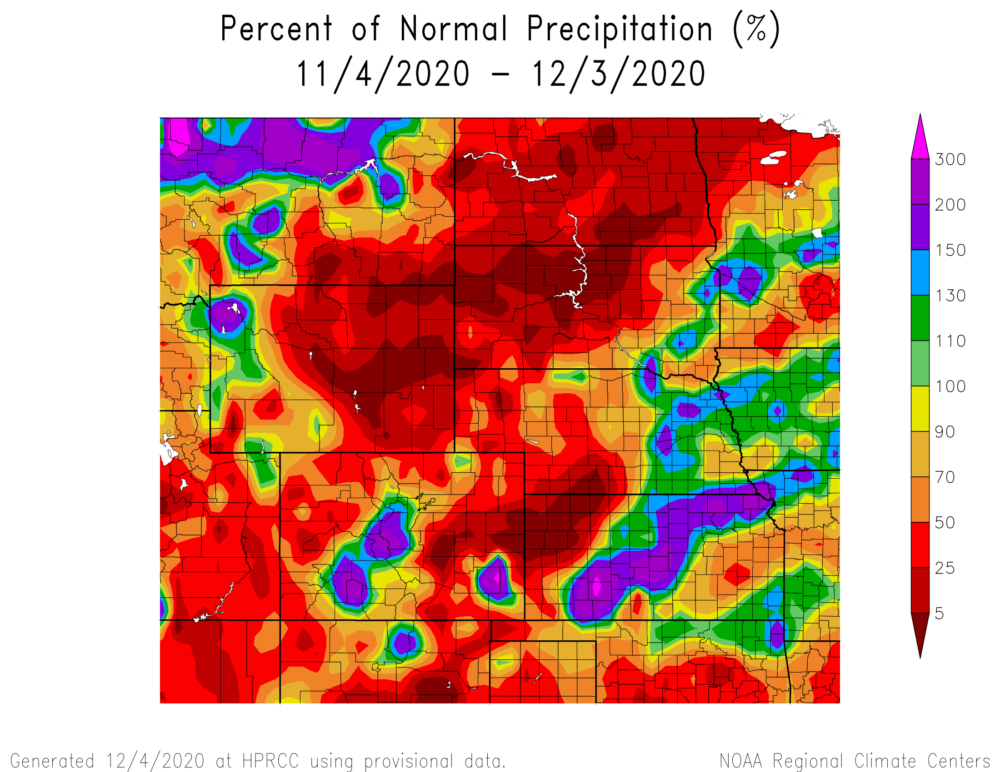 Percent of Normal Precipitation (%)
11/4/2020 – 12/3/2020
300
200
150
130
110
100
90
70
50
25
5
Generated 12/4/2020 at HPRCC using provisional data.
NOAA Regional Climate Centers